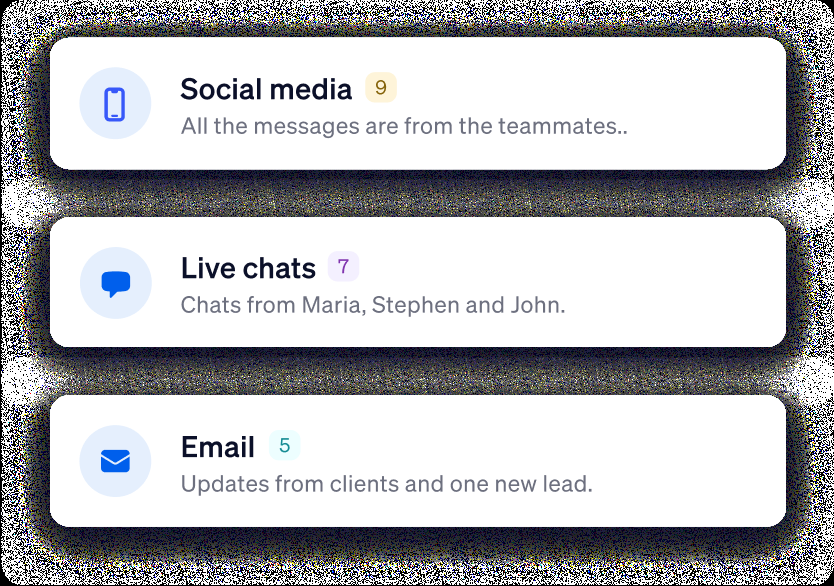 Social media 9
All the messages are from the teammates..
Live chats 7
Chats from Maria, Stephen and John.
Email 5
Updates from clients and one new lead.